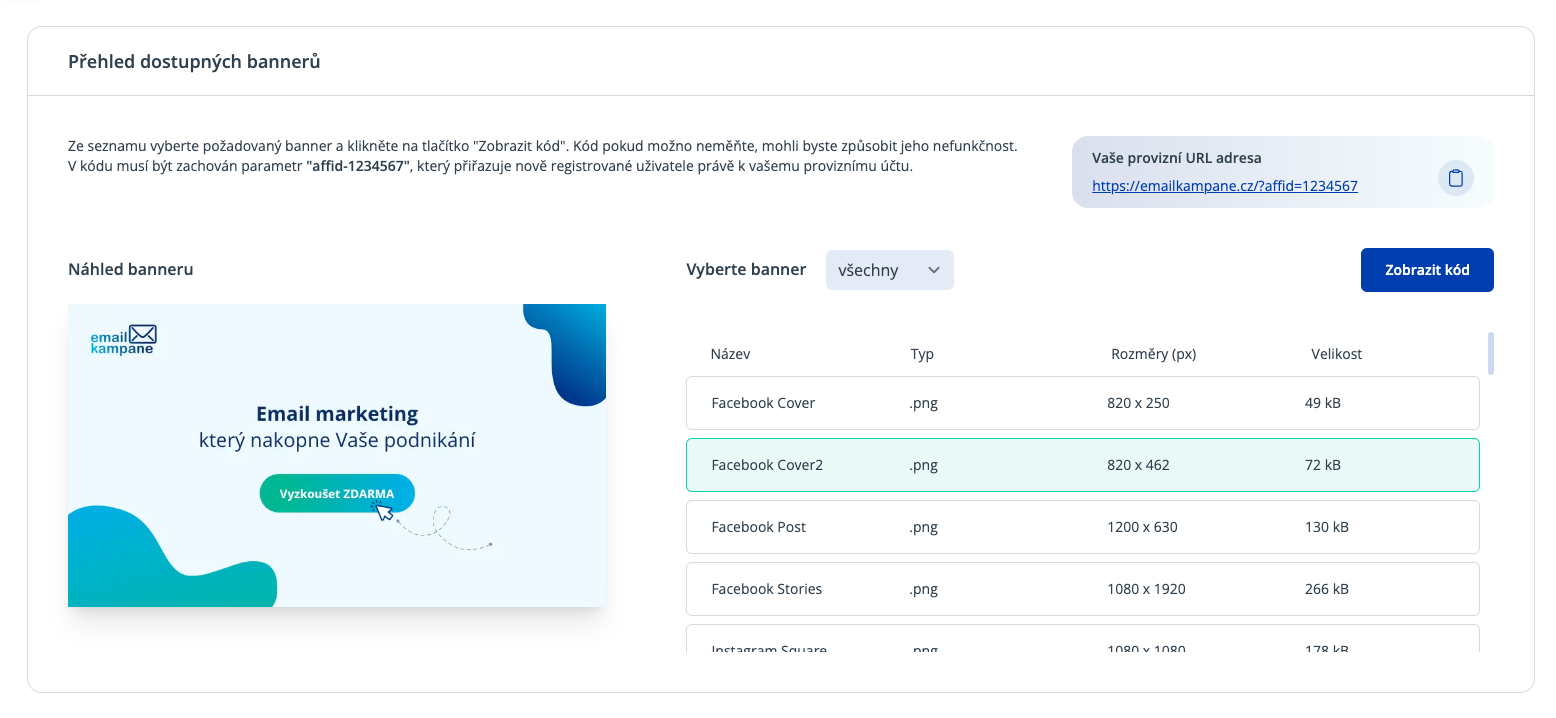 Přehled dostupných bannerů
Ze seznamu vyberte požadovaný banner a klikněte na tlačítko "Zobrazit kód". Kód pokud možno neměňte, mohli byste způsobit jeho nefunkčnost.
V kódu musí být zachován parametr "affid-1234567", který přiřazuje nově registrované uživatele právě k vašemu proviznímu účtu.
Vaše provizní URL adresa
https://emailkampane.cz/?affid=1234567
Náhled banneru
email
kampane
Email marketing
který nakopne Vaše podnikání
Vyzkoušet ZDARMA
Vyberte banner všechny Zobrazit kód
Název Typ Rozměry (px) Velikost
Facebook Cover .png 820 x 250 49 kB
Facebook Cover2 .png 820 x 462 72 kB
Facebook Post .png 1200 x 630 130 kB
Facebook Stories .png 1080 x 1920 266 kB
Instagram Square .png 1080 x 1080 178 kB